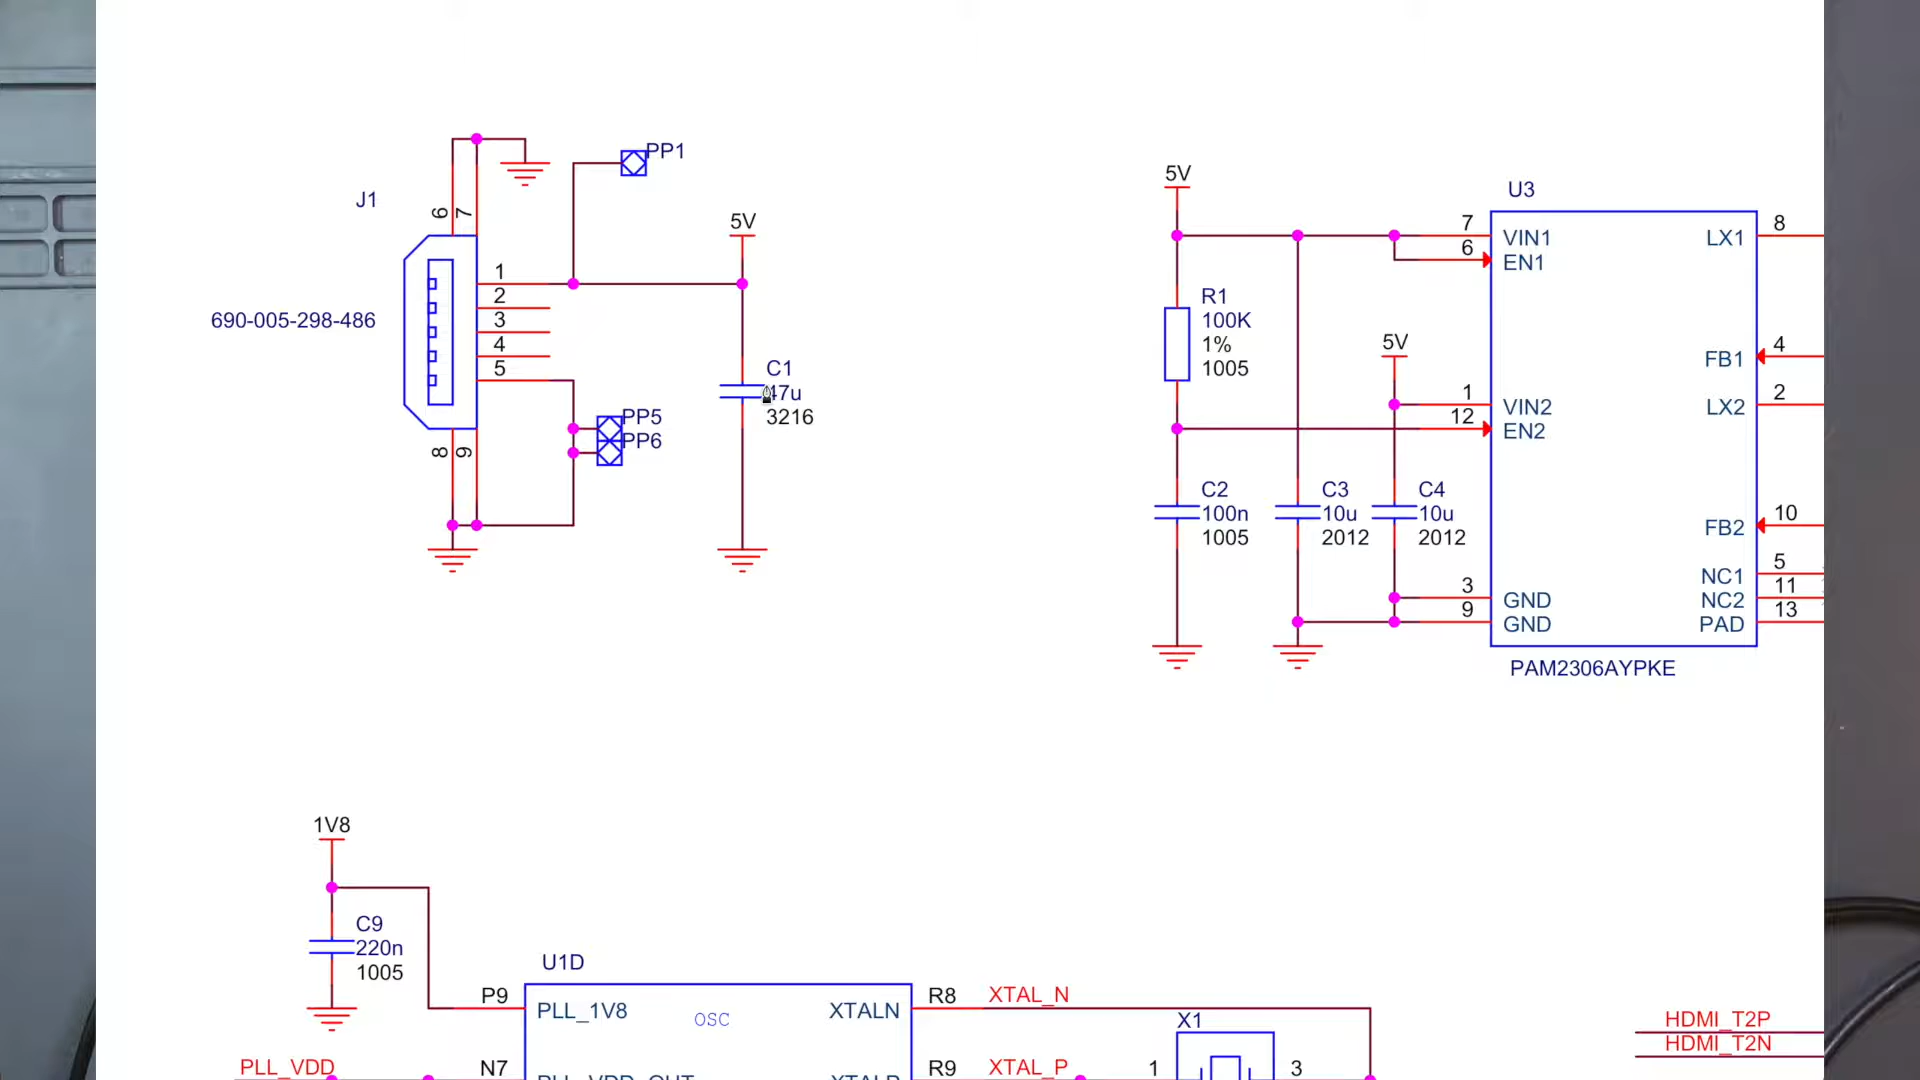 PP1
J1
6
7
690-005-298-486
1
2
3
4
5
8
9
PP5
PP6
5V
C1
47u
3216
5V
R1
100K
1%
1005
C2
100n
1005
C3
10u
2012
5V
C4
10u
2012
U3
7
6
1
12
3
9
VIN1
EN1
VIN2
EN2
GND
GND
LX1
FB1
LX2
FB2
NC1
NC2
PAD
8
4
2
10
5
11
13
PAM2306AYPKE
1V8
C9
220n
1005
U1D
P9
PLL_1V8
OSC
XTALN
R8
XTAL_N
X1
PLL_VDD
N7
PLL_VDD_OUT
XTALP
R9
XTAL_P
1
3
HDMI_T2P
HDMI_T2N